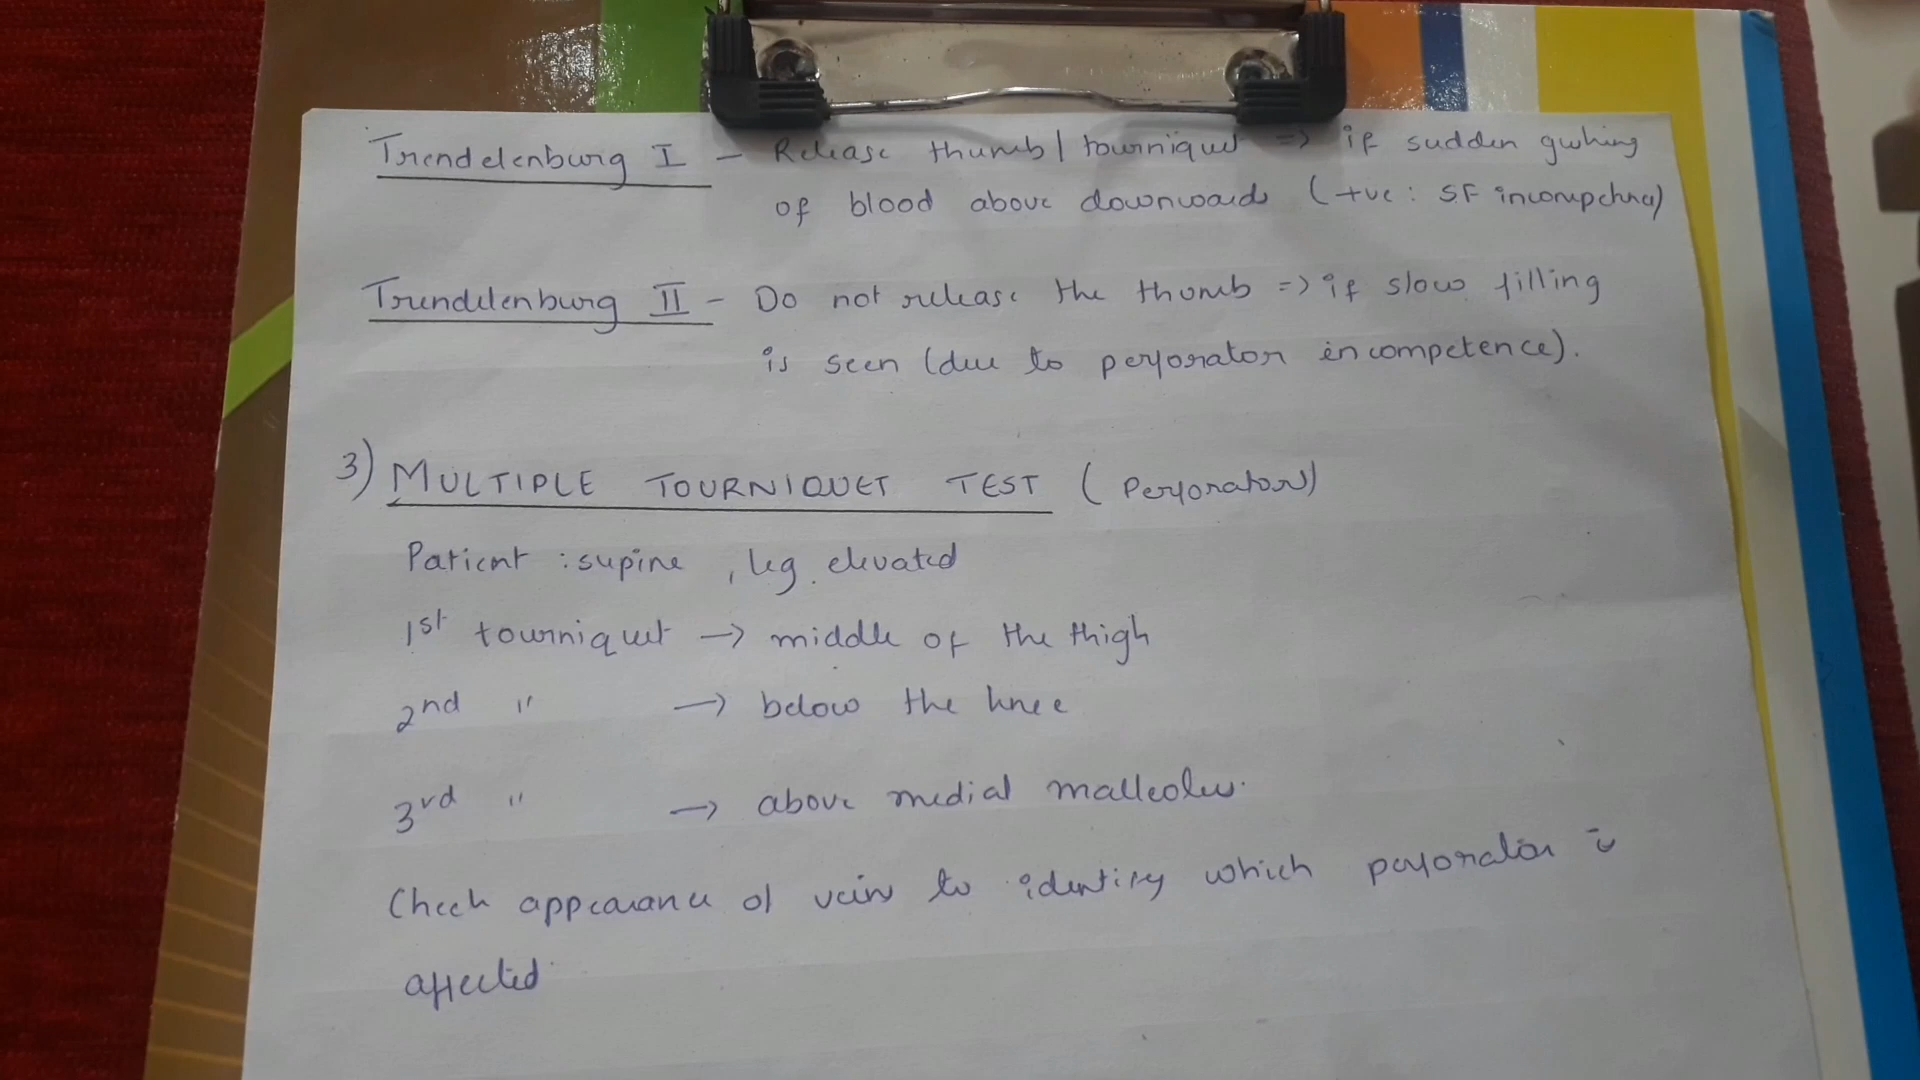 Trendelenburg I - Release thumb / tourniquet => if sudden gushing
of blood above downwards (+ve : SF incompetence)
Trendelenburg II - Do not release the thumb => if slow filling
is seen (due to perforator incompetence).
3) MULTIPLE TOURNIQUET TEST (Perforators)
Patient : supine , leg elevated
1st tourniquet → middle of the thigh
2nd " → below the knee
3rd " → above medial malleolus.
Check appearance of veins to identify which perforator is
affected